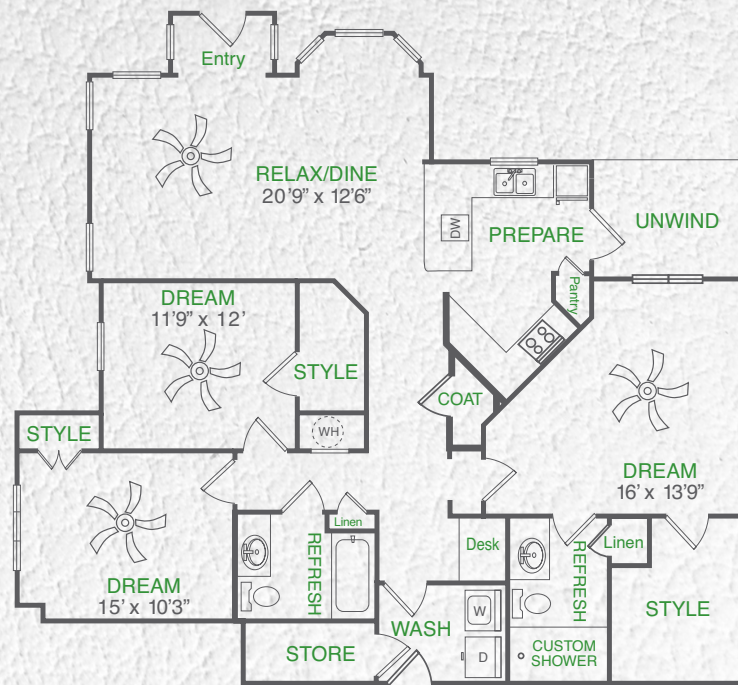 Entry
RELAX/DINE
20'9" x 12'6"
DW
PREPARE
UNWIND
Pantry
DREAM
11'9" x 12'
STYLE
COAT
STYLE
WH
DREAM
16' x 13'9"
Linen
DREAM
15' x 10'3"
REFRESH
Desk
REFRESH
Linen
W
WASH
STYLE
STORE
D
CUSTOM
SHOWER